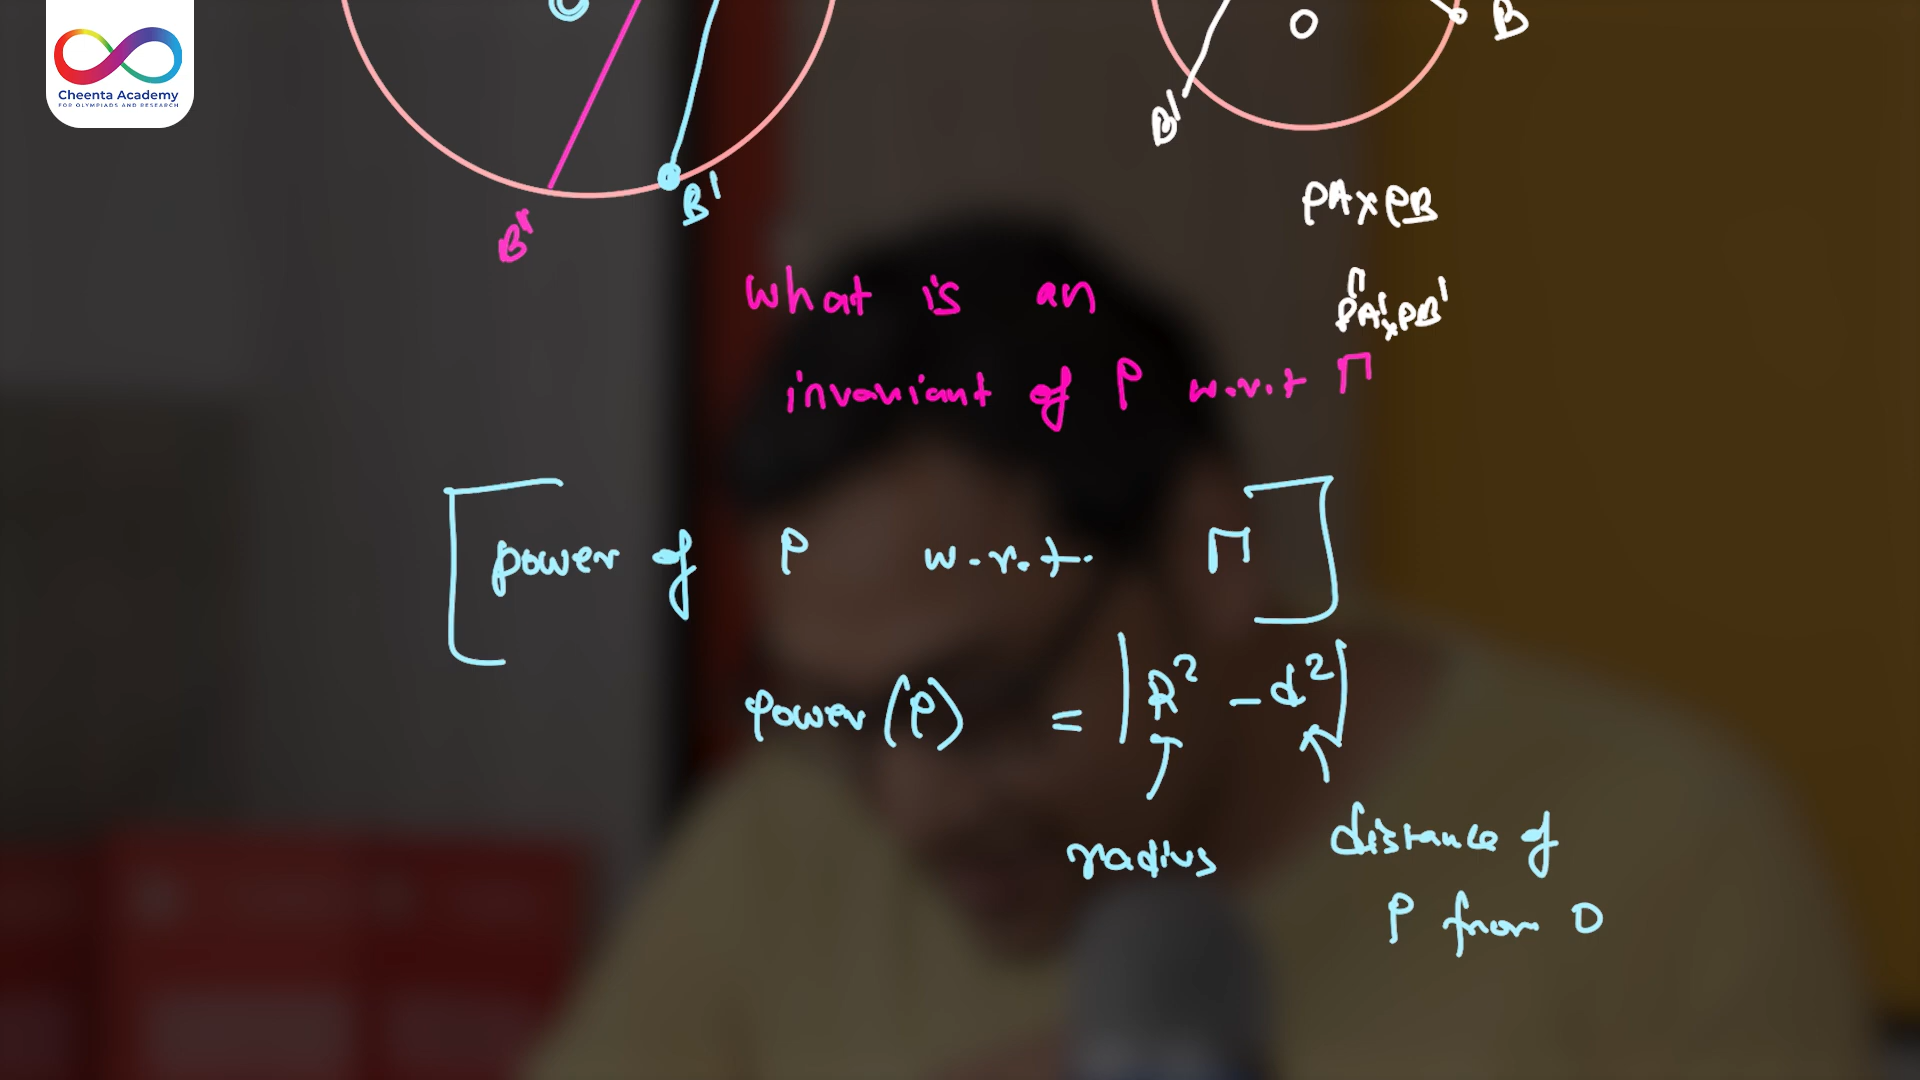 Cheenta Academy
FOR OLYMPIADS AND RESEARCH
O
B
B'
B'
B"
PA x PB
"
PA' x PB'
What is an
invariant of P w.r.t Γ
power of P w.r.t. Γ
power (P) = |R² - d²|
radius
distance of
P from O